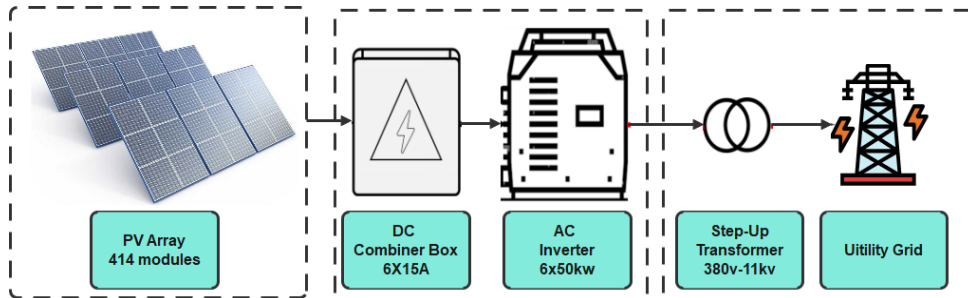 PV Array
414 modules
DC
Combiner Box
6X15A
AC
Inverter
6x50kw
Step-Up
Transformer
380v-11kv
Uitility Grid